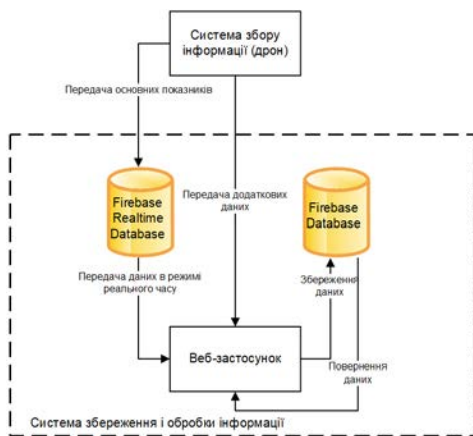 Система збору
інформації (дрон)
Передача основних показників
Передача додаткових
даних
Firebase
Realtime
Database
Firebase
Database
Передача даних в режимі
реального часу
Збереження
даних
Веб-застосунок
Повернення
даних
Система збереження і обробки інформації